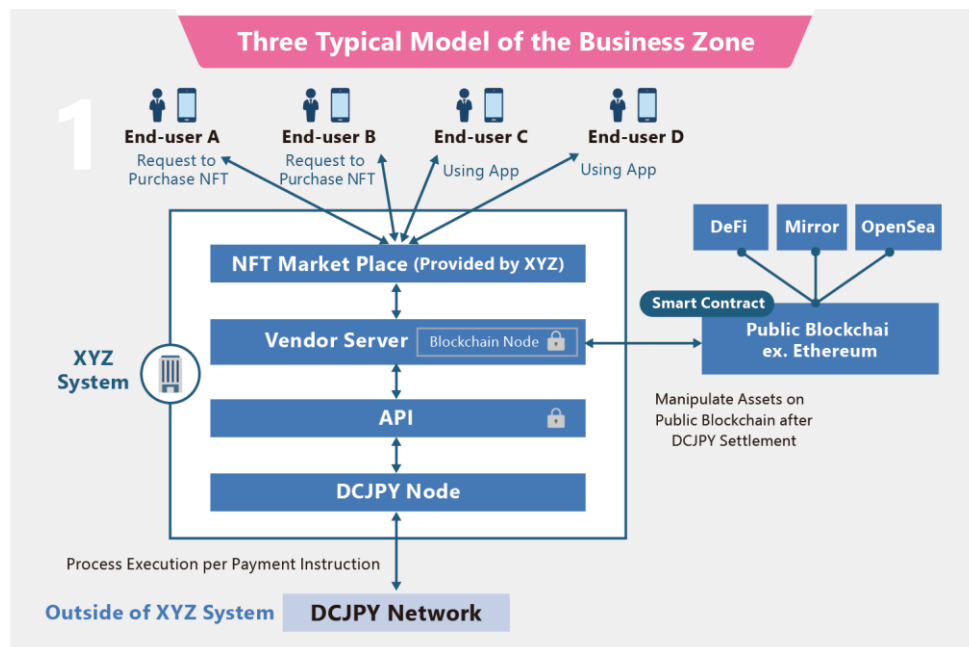 Three Typical Model of the Business Zone
1
End-user A
Request to
Purchase NFT
End-user B
Request to
Purchase NFT
End-user C
Using App
End-user D
Using App
NFT Market Place (Provided by XYZ)
Vendor Server
Blockchain Node
API
DCJPY Node
XYZ
System
DeFi
Mirror
OpenSea
Smart Contract
Public Blockchai
ex. Ethereum
Manipulate Assets on
Public Blockchain after
DCJPY Settlement
Process Execution per Payment Instruction
Outside of XYZ System
DCJPY Network